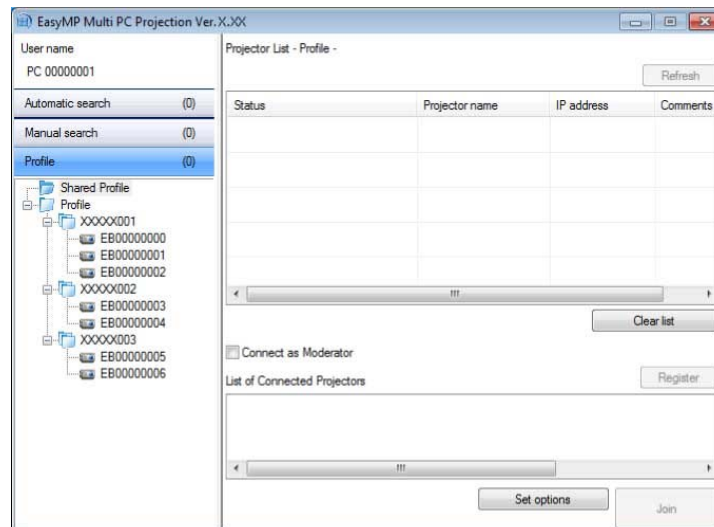 EasyMP Multi PC Projection Ver.X.XX
User name
PC 00000001
Automatic search (0)
Manual search (0)
Profile (0)
Shared Profile
Profile
XXXXX001
EB00000000
EB00000001
EB00000002
XXXXX002
EB00000003
EB00000004
XXXXX003
EB00000005
EB00000006
Projector List - Profile -
Refresh
Status Projector name IP address Comments
Clear list
Connect as Moderator
List of Connected Projectors Register
Set options Join